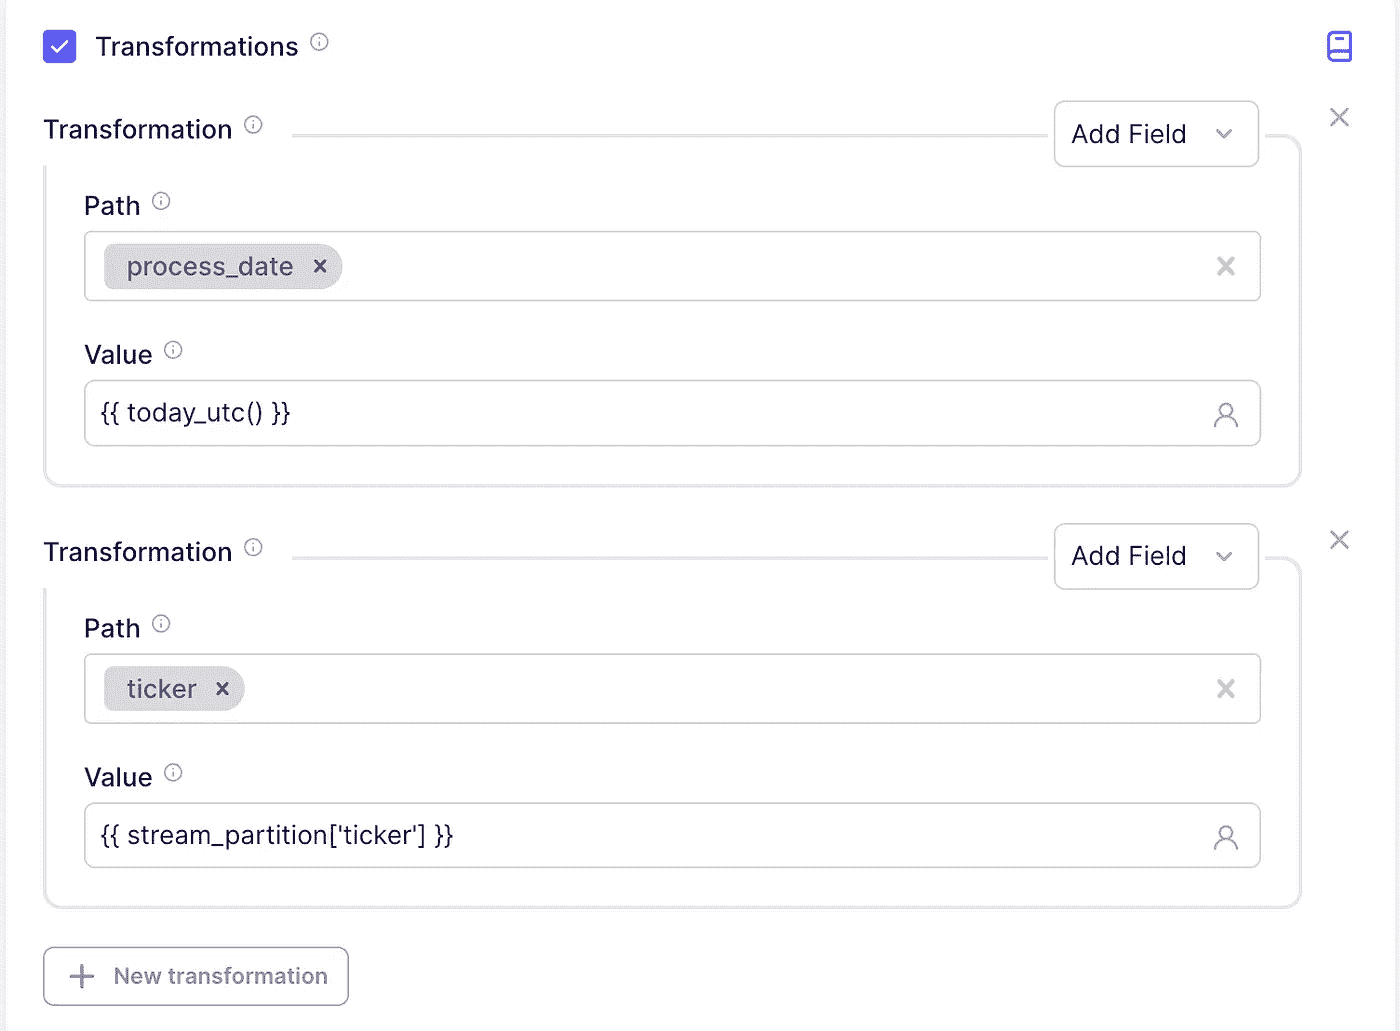 Transformations
Transformation
Add Field
Path
process_date
Value
{{ today_utc() }}
Transformation
Add Field
Path
ticker
Value
{{ stream_partition['ticker'] }}
New transformation